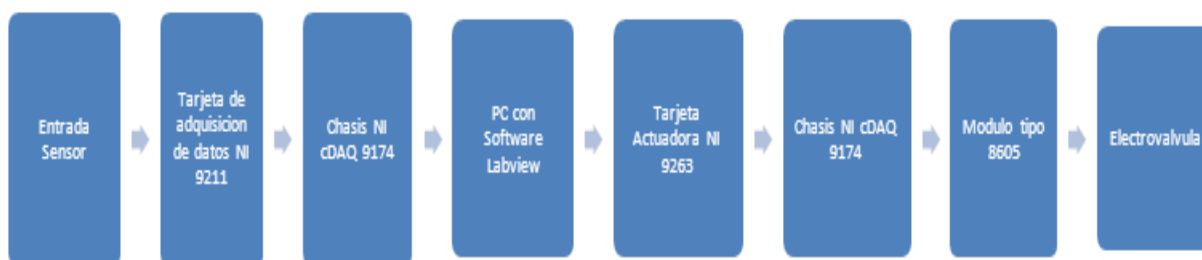 Entrada
Sensor
Tarjeta de
adquisicion
de datos NI
9211
Chasis NI
cDAQ 9174
PC con
Software
Labview
Tarjeta
Actuadora NI
9263
Chasis NI cDAQ
9174
Modulo tipo
8605
Electrovalvula